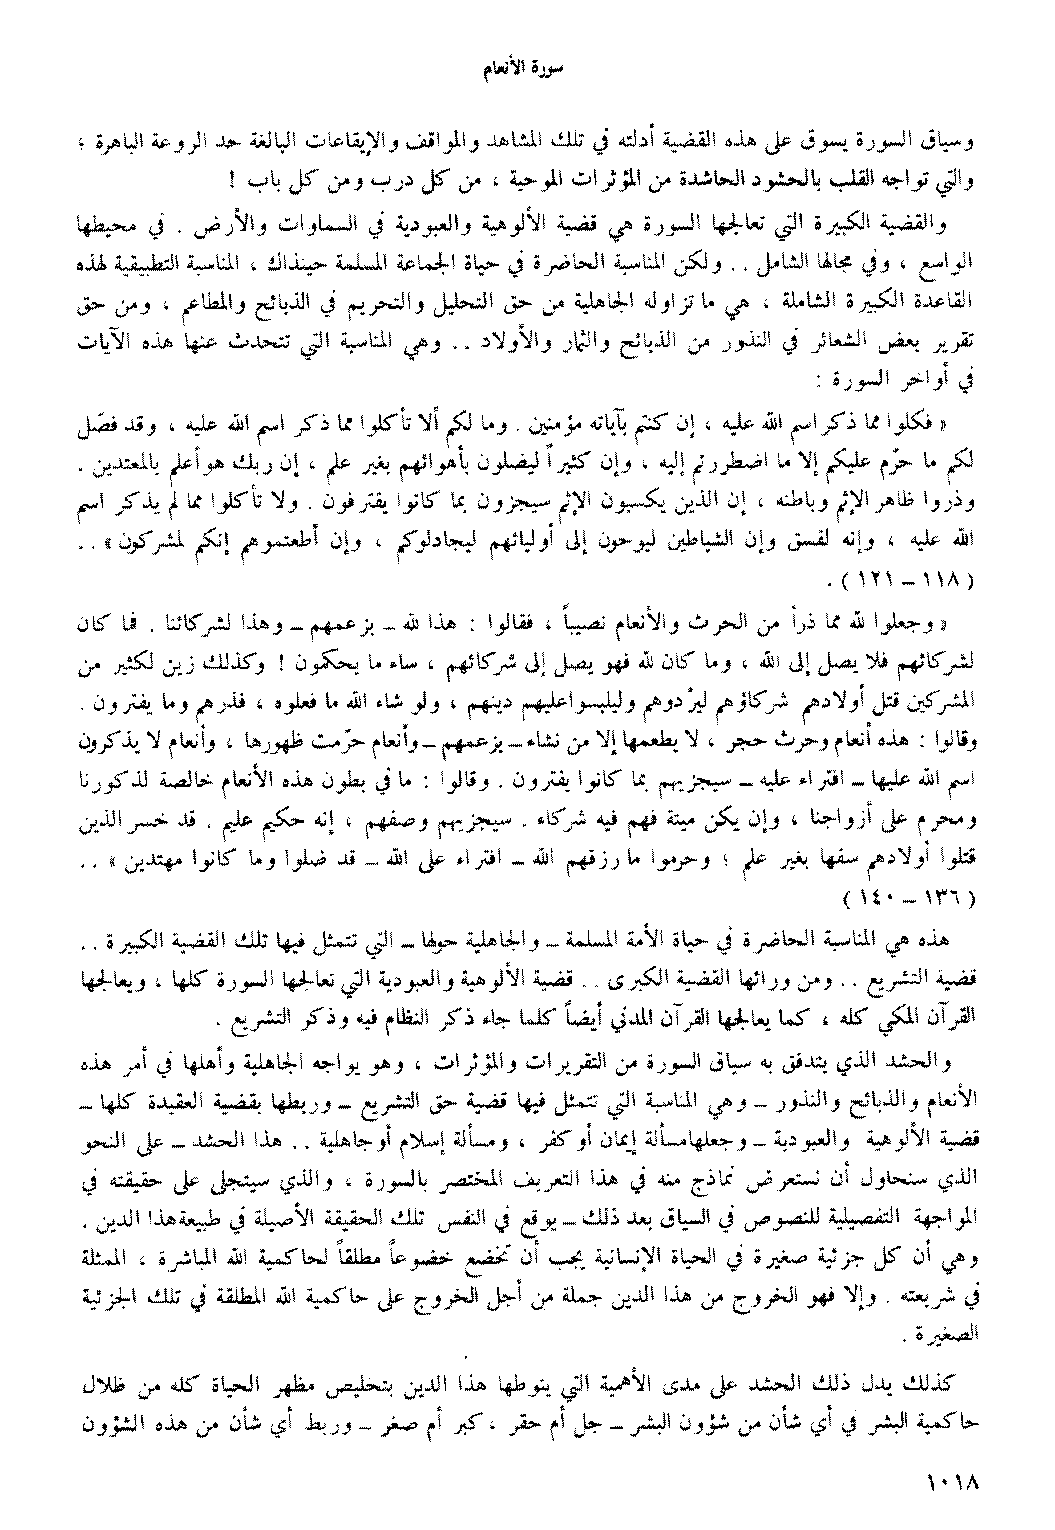 سورة الأنعام
وسياق السورة يسوق على هذه القضية أدلته في تلك المشاهد والمواقف والإيقاعات البالغة حد الروعة الباهرة ؛
والتي تواجه القلب بالحشود الحاشدة من المؤثرات الموحية ، من كل درب ومن كل باب !
والقضية الكبيرة التي تعالجها السورة هي قضية الألوهية والعبودية في السماوات والأرض . في محيطها
الواسع ، وفي مجالها الشامل .. ولكن المناسبة الحاضرة في حياة الجماعة المسلمة حينذاك ، المناسبة التطبيقية لهذه
القاعدة الكبيرة الشاملة ، هي ما تزاوله الجاهلية من حق التحليل والتحريم في الذبائح والمطاعم ، ومن حق
تقرير بعض الشعائر في النذور من الذبائح والثمار والأولاد .. وهي المناسبة التي تتحدث عنها هذه الآيات
في أواخر السورة :
« فكلوا مما ذكر اسم الله عليه ، إن كنتم بآياته مؤمنين . وما لكم ألا تأكلوا مما ذكر اسم الله عليه ، وقد فصّل
لكم ما حرّم عليكم إلا ما اضطررتم إليه ، وإن كثيراً ليضلون بأهوائهم بغير علم ، إن ربك هو أعلم بالمعتدين .
وذروا ظاهر الإثم وباطنه ، إن الذين يكسبون الإثم سيجزون بما كانوا يقترفون . ولا تأكلوا مما لم يذكر اسم
الله عليه ، وإنه لفسق وإن الشياطين ليوحون إلى أوليائهم ليجادلوكم ، وإن أطعتموهم إنكم لمشركون » ..
( ١١٨ – ١٢١ ) .
« وجعلوا لله مما ذرأ من الحرث والأنعام نصيباً ، فقالوا : هذا لله – بزعمهم – وهذا لشركائنا . فما كان
لشركائهم فلا يصل إلى الله ، وما كان لله فهو يصل إلى شركائهم ، ساء ما يحكمون ! وكذلك زين لكثير من
المشركين قتل أولادهم شركاؤهم ليرْدوهم وليلبسوا عليهم دينهم ، ولو شاء الله ما فعلوه ، فذرهم وما يفترون .
وقالوا : هذه أنعام وحرث حجر ، لا يطعمها إلا من نشاء – بزعمهم – وأنعام حرّمت ظهورها ، وأنعام لا يذكرون
اسم الله عليها – افتراء عليه – سيجزيهم بما كانوا يفترون . وقالوا : ما في بطون هذه الأنعام خالصة لذكورنا
ومحرم على أزواجنا ، وإن يكن ميتة فهم فيه شركاء . سيجزيهم وصفهم ، إنه حكيم عليم . قد خسر الذين
قتلوا أولادهم سفها بغير علم ؛ وحرموا ما رزقهم الله – افتراء على الله – قد ضلوا وما كانوا مهتدين » ..
( ١٣٦ – ١٤٠ )
هذه هي المناسبة الحاضرة في حياة الأمة المسلمة – والجاهلية حولها – التي تتمثل فيها تلك القضية الكبيرة ..
قضية التشريع .. ومن ورائها القضية الكبرى .. قضية الألوهية والعبودية التي تعالجها السورة كلها ، ويعالجها
القرآن المكي كله ، كما يعالجها القرآن المدني أيضاً كلما جاء ذكر النظام فيه وذكر التشريع .
والحشد الذي يتدفق به سياق السورة من التقريرات والمؤثرات ، وهو يواجه الجاهلية وأهلها في أمر هذه
الأنعام والذبائح والنذور – وهي المناسبة التي تتمثل فيها قضية حق التشريع – وربطها بقضية العقيدة كلها –
قضية الألوهية والعبودية – وجعلها مسألة إيمان أو كفر ، ومسألة إسلام أو جاهلية .. هذا الحشد – على النحو
الذي سنحاول أن نستعرض نماذج منه في هذا التعريف المختصر بالسورة ، والذي سيتجلى على حقيقته في
المواجهة التفصيلية للنصوص في السياق بعد ذلك – يوقع في النفس تلك الحقيقة الأصيلة في طبيعة هذا الدين .
وهي أن كل جزئية صغيرة في الحياة الإنسانية يجب أن تخضع خضوعاً مطلقاً لحاكمية الله المباشرة ، الممثلة
في شريعته . وإلا فهو الخروج من هذا الدين جملة من أجل الخروج على حاكمية الله المطلقة في تلك الجزئية
الصغيرة .
كذلك يدل ذلك الحشد على مدى الأهمية التي ينوطها هذا الدين بتخليص مظهر الحياة كله من ظلال
حاكمية البشر في أي شأن من شؤون البشر – جل أم حقر ، كبر أم صغر – وربط أي شأن من هذه الشؤون
١٠١٨